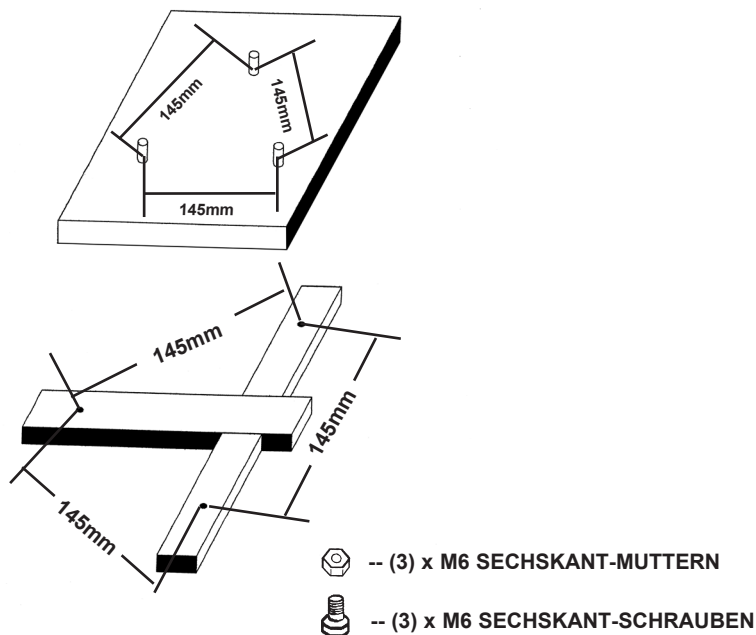 145mm
145mm
145mm
145mm
145mm
145mm
-- (3) x M6 SECHSKANT-MUTTERN
-- (3) x M6 SECHSKANT-SCHRAUBEN